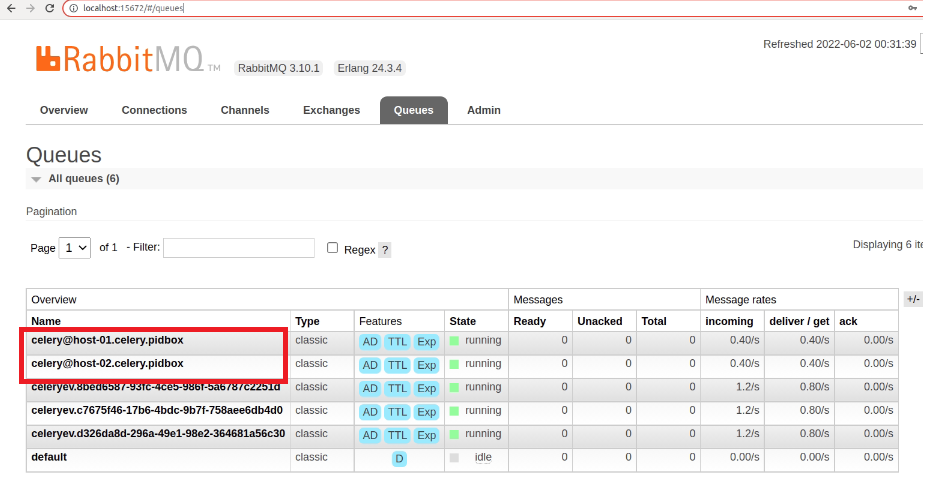 localhost:15672/#/queues
Refreshed 2022-06-02 00:31:39
RabbitMQ TM RabbitMQ 3.10.1 Erlang 24.3.4
Overview Connections Channels Exchanges Queues Admin
Queues
All queues (6)
Pagination
Page 1 of 1 - Filter: Regex ?
Displaying 6 ite
Overview Messages Message rates +/-
Name Type Features State Ready Unacked Total incoming deliver / get ack
celery@host-01.celery.pidbox classic AD TTL Exp running 0 0 0 0.40/s 0.40/s 0.00/s
celery@host-02.celery.pidbox classic AD TTL Exp running 0 0 0 0.40/s 0.40/s 0.00/s
celeryev.8bed6587-93fc-4ce5-986f-5a6787c2251d classic AD TTL Exp running 0 0 0 1.2/s 0.80/s 0.00/s
celeryev.c7675f46-17b6-4bdc-9b7f-758aee6db4d0 classic AD TTL Exp running 0 0 0 1.2/s 0.80/s 0.00/s
celeryev.d326da8d-296a-49e1-98e2-364681a56c30 classic AD TTL Exp running 0 0 0 1.2/s 0.80/s 0.00/s
default classic D idle 0 0 0 0.00/s 0.00/s 0.00/s